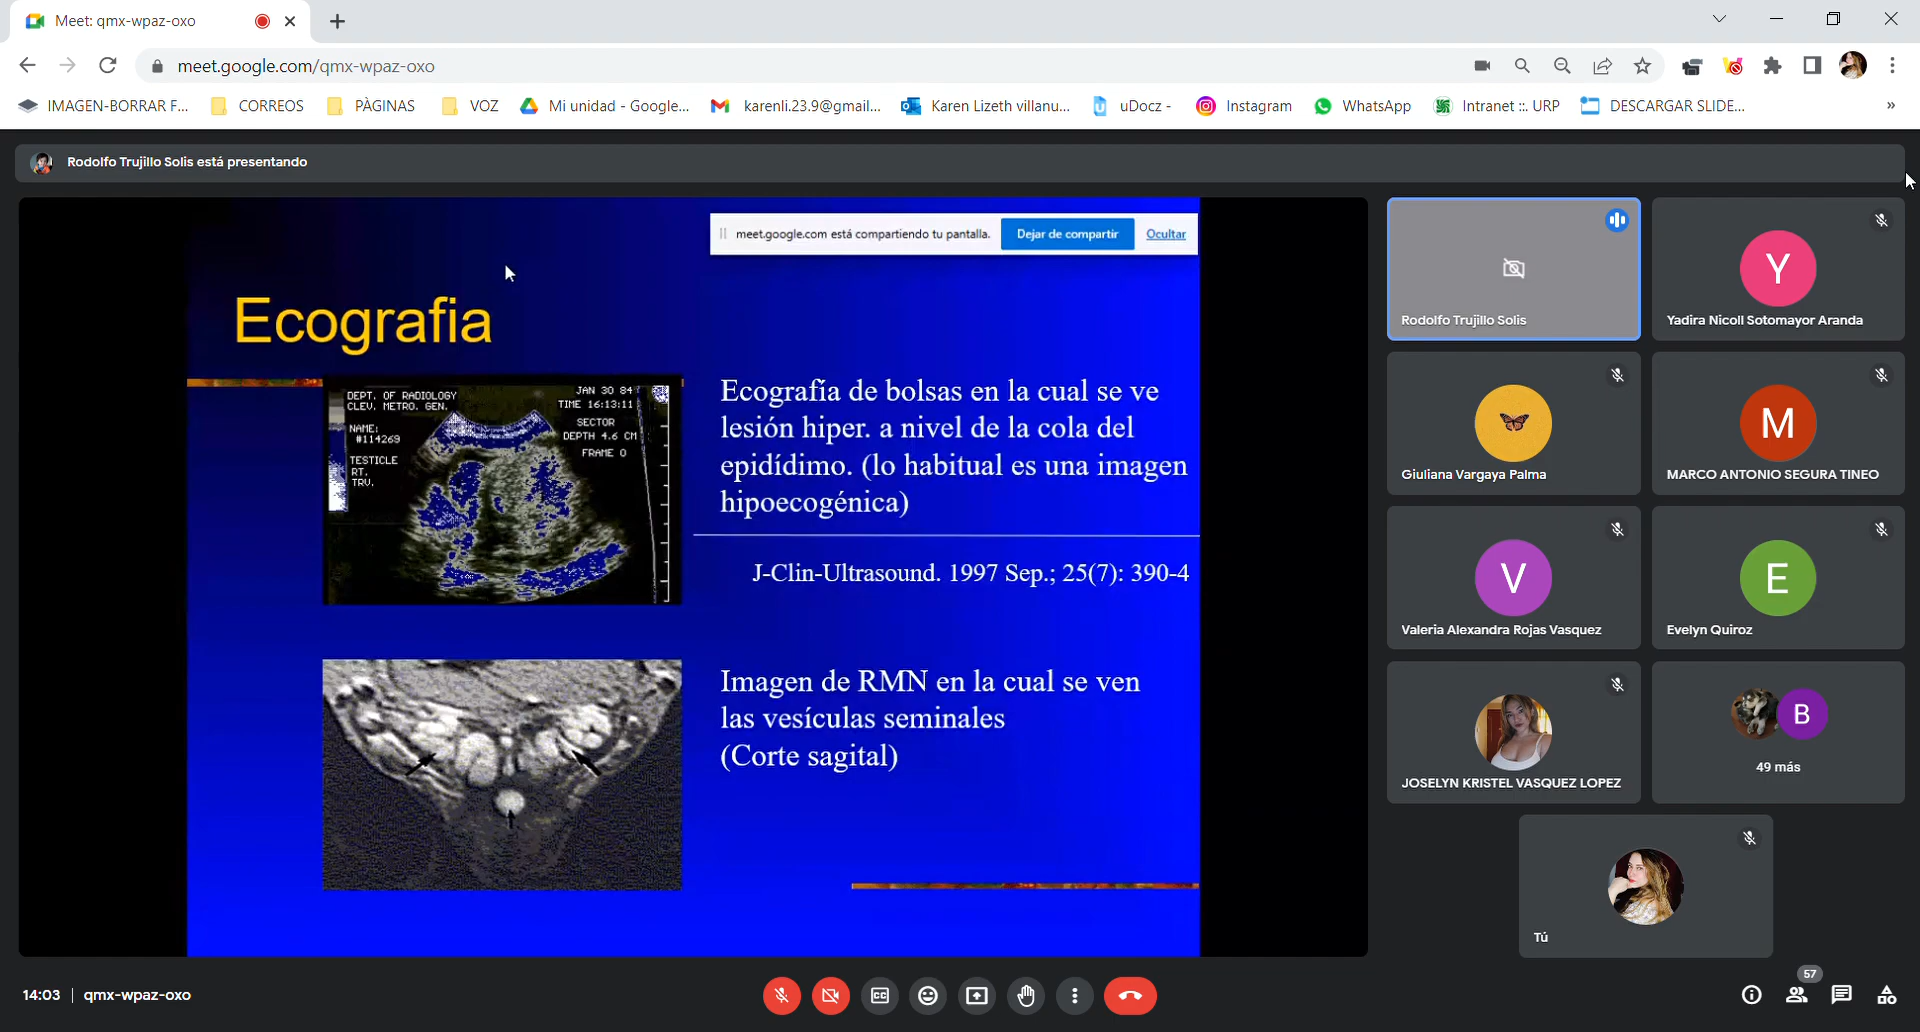 Meet: qmx-wpaz-oxo
meet.google.com/qmx-wpaz-oxo
IMAGEN-BORRAR F...
CORREOS
PÀGINAS
VOZ
Mi unidad - Google...
karenli.23.9@gmail...
Karen Lizeth villanu...
uDocz -
Instagram
WhatsApp
Intranet ::. URP
DESCARGAR SLIDE...
»
Rodolfo Trujillo Solis está presentando
meet.google.com está compartiendo tu pantalla.
Dejar de compartir
Ocultar
Ecografia
DEPT. OF RADIOLOGY
CLEV. METRO. GEN.
JAN 30 84
TIME 16:13:11
SECTOR
DEPTH 4.6 CM
FRAME 0
NAME:
#114269
TESTICLE
RT.
TRV.
Ecografía de bolsas en la cual se ve
lesión hiper. a nivel de la cola del
epidídimo. (lo habitual es una imagen
hipoecogénica)
J-Clin-Ultrasound. 1997 Sep.; 25(7): 390-4
Imagen de RMN en la cual se ven
las vesículas seminales
(Corte sagital)
Rodolfo Trujillo Solis
Y
Yadira Nicoll Sotomayor Aranda
Giuliana Vargaya Palma
M
MARCO ANTONIO SEGURA TINEO
V
Valeria Alexandra Rojas Vasquez
E
Evelyn Quiroz
JOSELYN KRISTEL VASQUEZ LOPEZ
B
49 más
Tú
14:03 | qmx-wpaz-oxo
CC
57